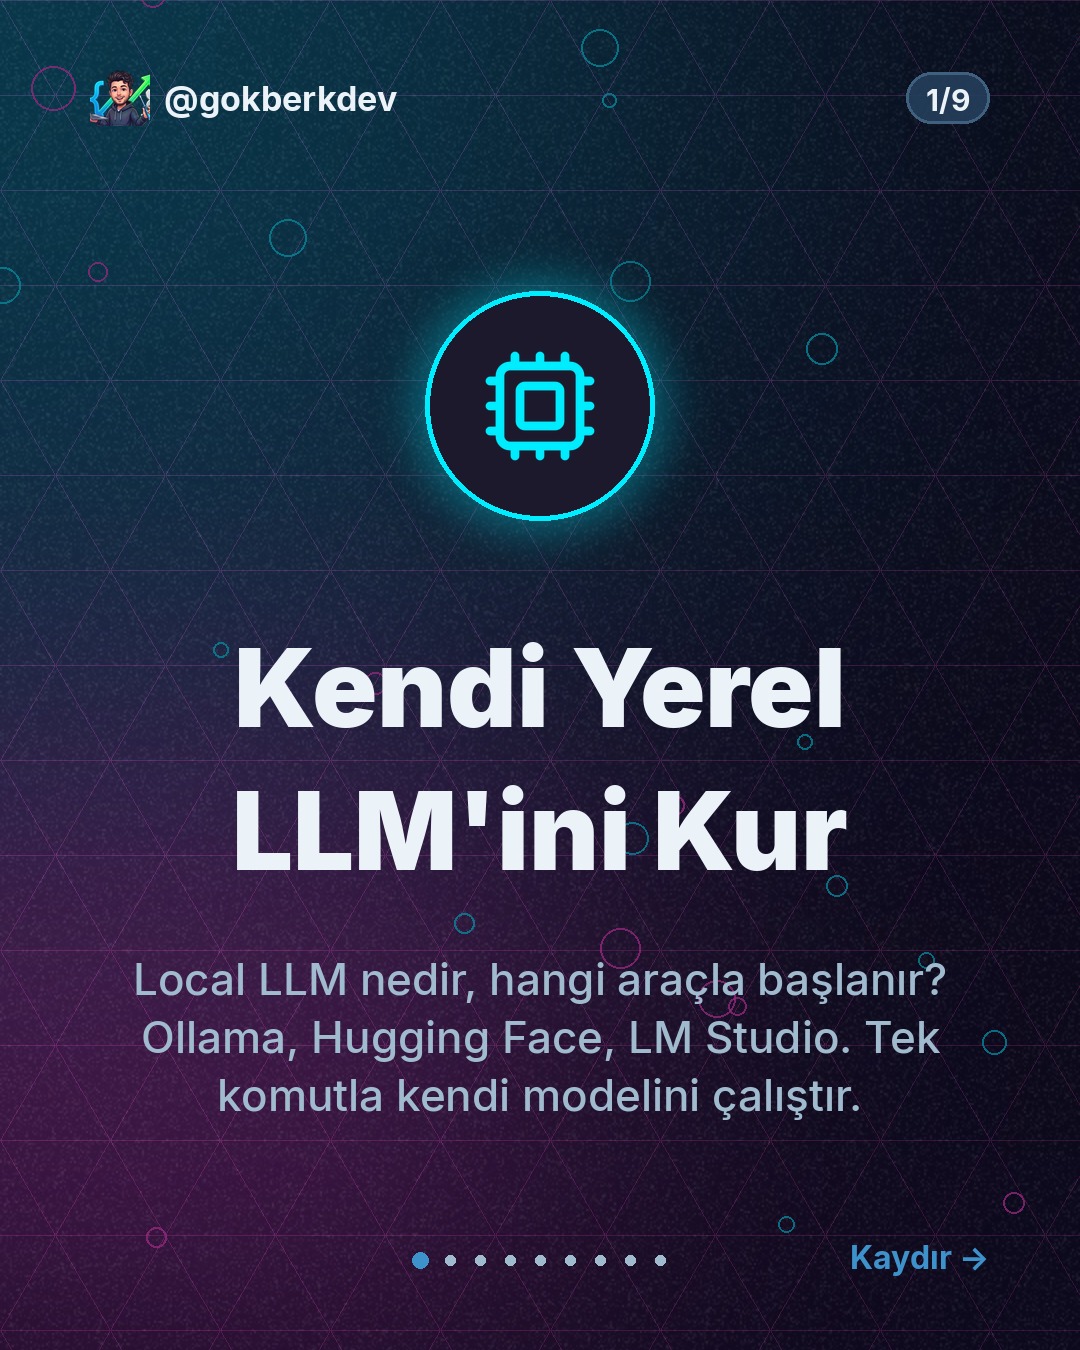 @gokberkdev
1/9
Kendi Yerel
LLM'ini Kur
Local LLM nedir, hangi araçla başlanır?
Ollama, Hugging Face, LM Studio. Tek
komutla kendi modelini çalıştır.
Kaydır →